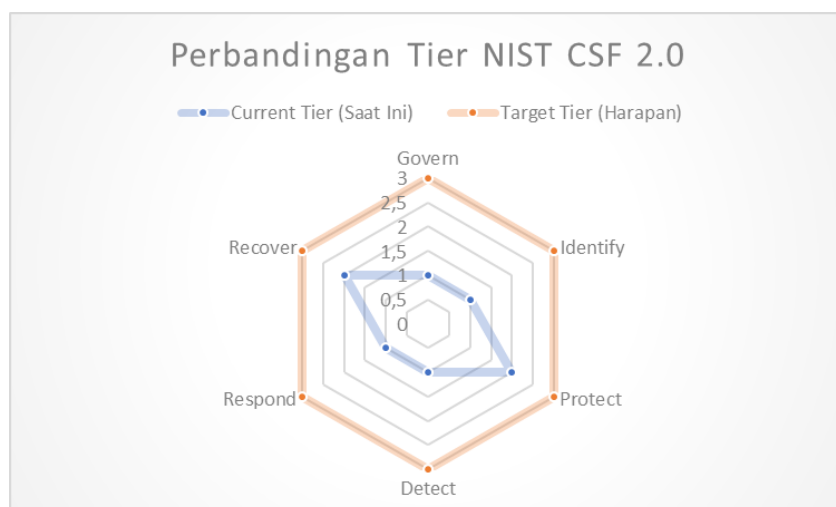 Perbandingan Tier NIST CSF 2.0
Current Tier (Saat Ini)
Target Tier (Harapan)
Govern
3
2,5
2
1,5
1
0,5
0
Recover
Identify
Respond
Protect
Detect